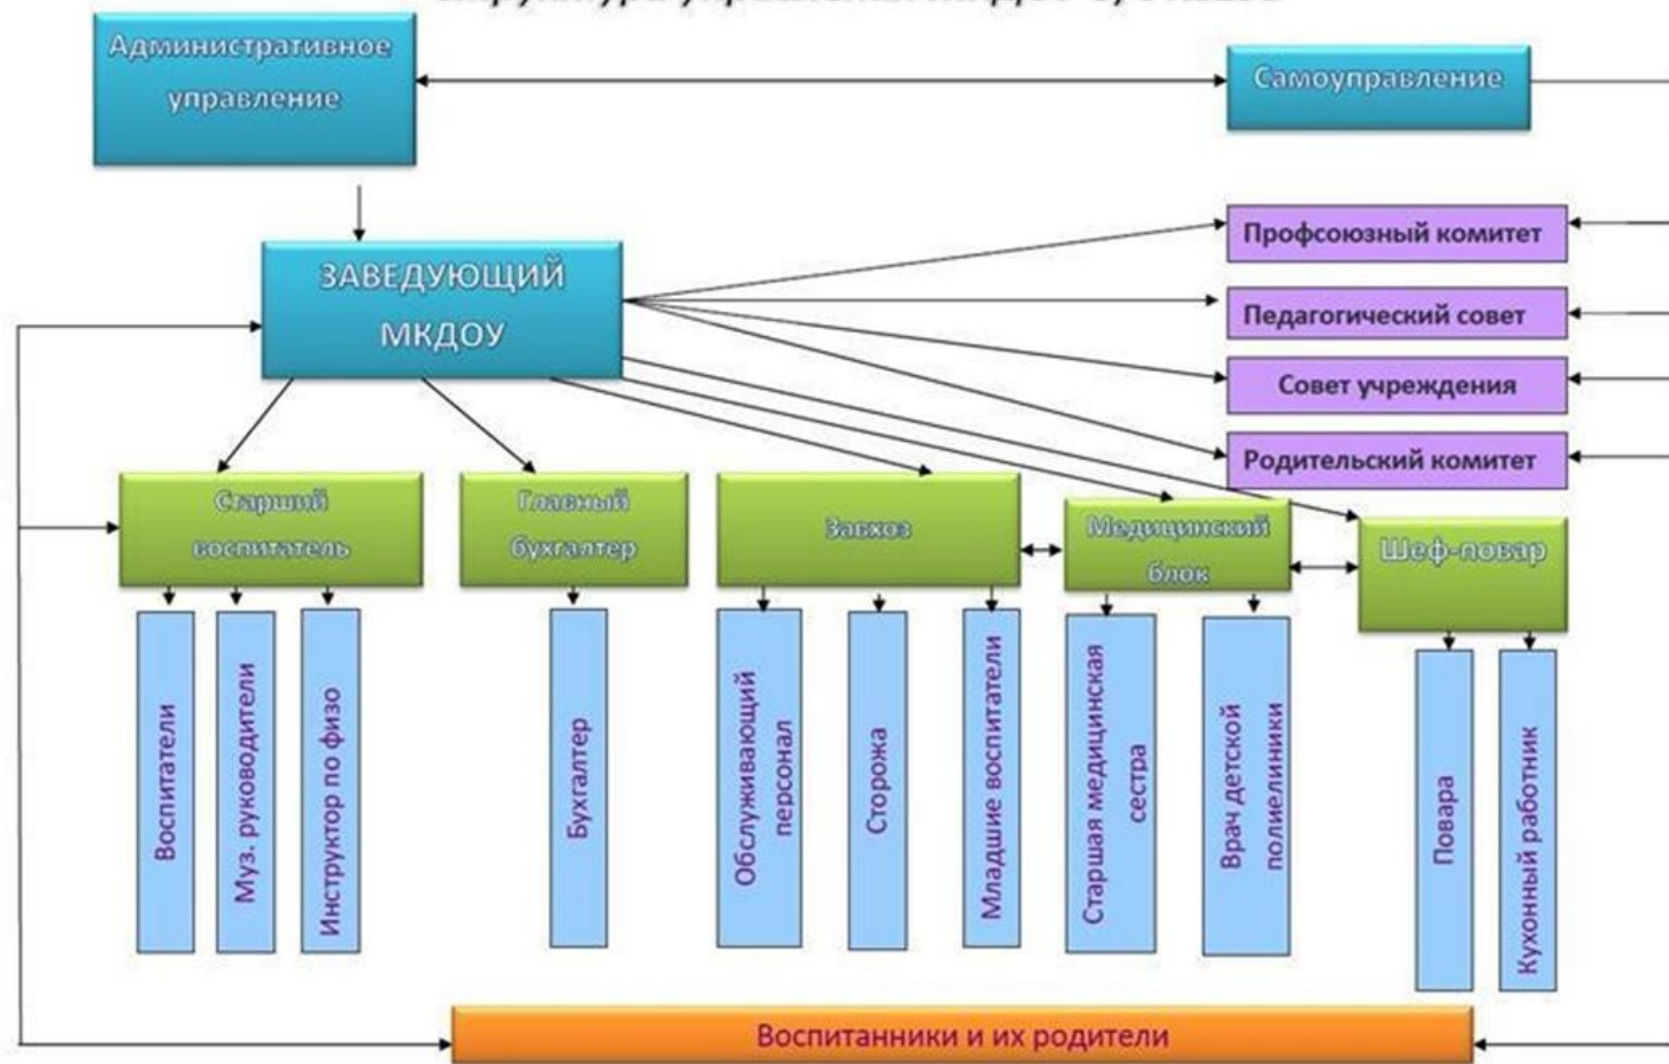 Административное
управление
Самоуправление
ЗАВЕДУЮЩИЙ
МКДОУ
Профсоюзный комитет
Педагогический совет
Совет учреждения
Родительский комитет
Старший
воспитатель
Главный
бухгалтер
Завхоз
Медицинский
блок
Шеф-повар
Воспитатели
Муз. руководители
Инструктор по физо
Бухгалтер
Обслуживающий
персонал
Сторожа
Младшие воспитатели
Старшая медицинская
сестра
Врач детской
полиелиники
Повара
Кухонный работник
Воспитанники и их родители